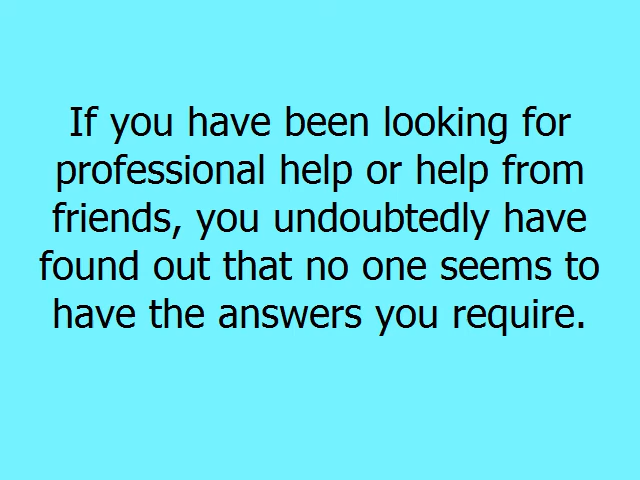 If you have been looking for
professional help or help from
friends, you undoubtedly have
found out that no one seems to
have the answers you require.